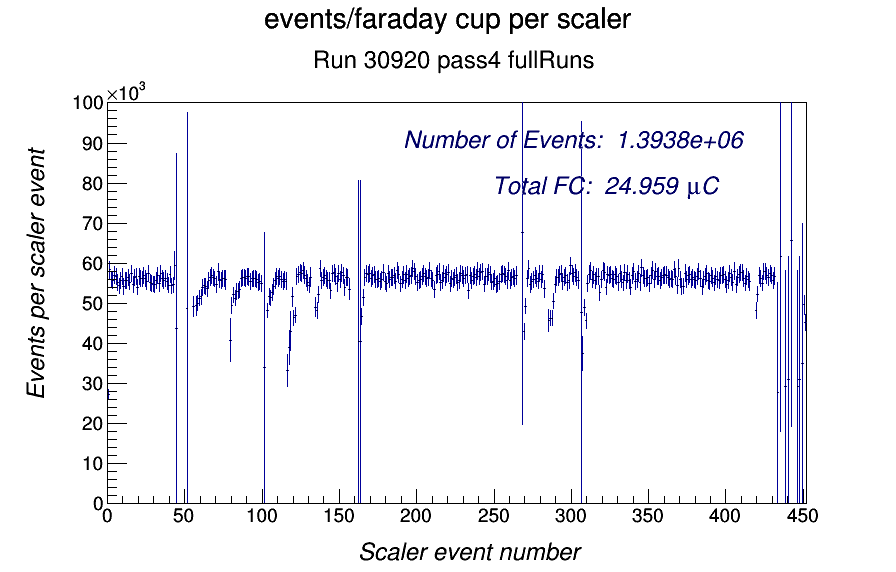 events/faraday cup per scaler
Run 30920 pass4 fullRuns
×10³
100
90
80
70
60
50
40
30
20
10
0
Events per scaler event
Number of Events: 1.3938e+06
Total FC: 24.959 μC
0 50 100 150 200 250 300 350 400 450
Scaler event number